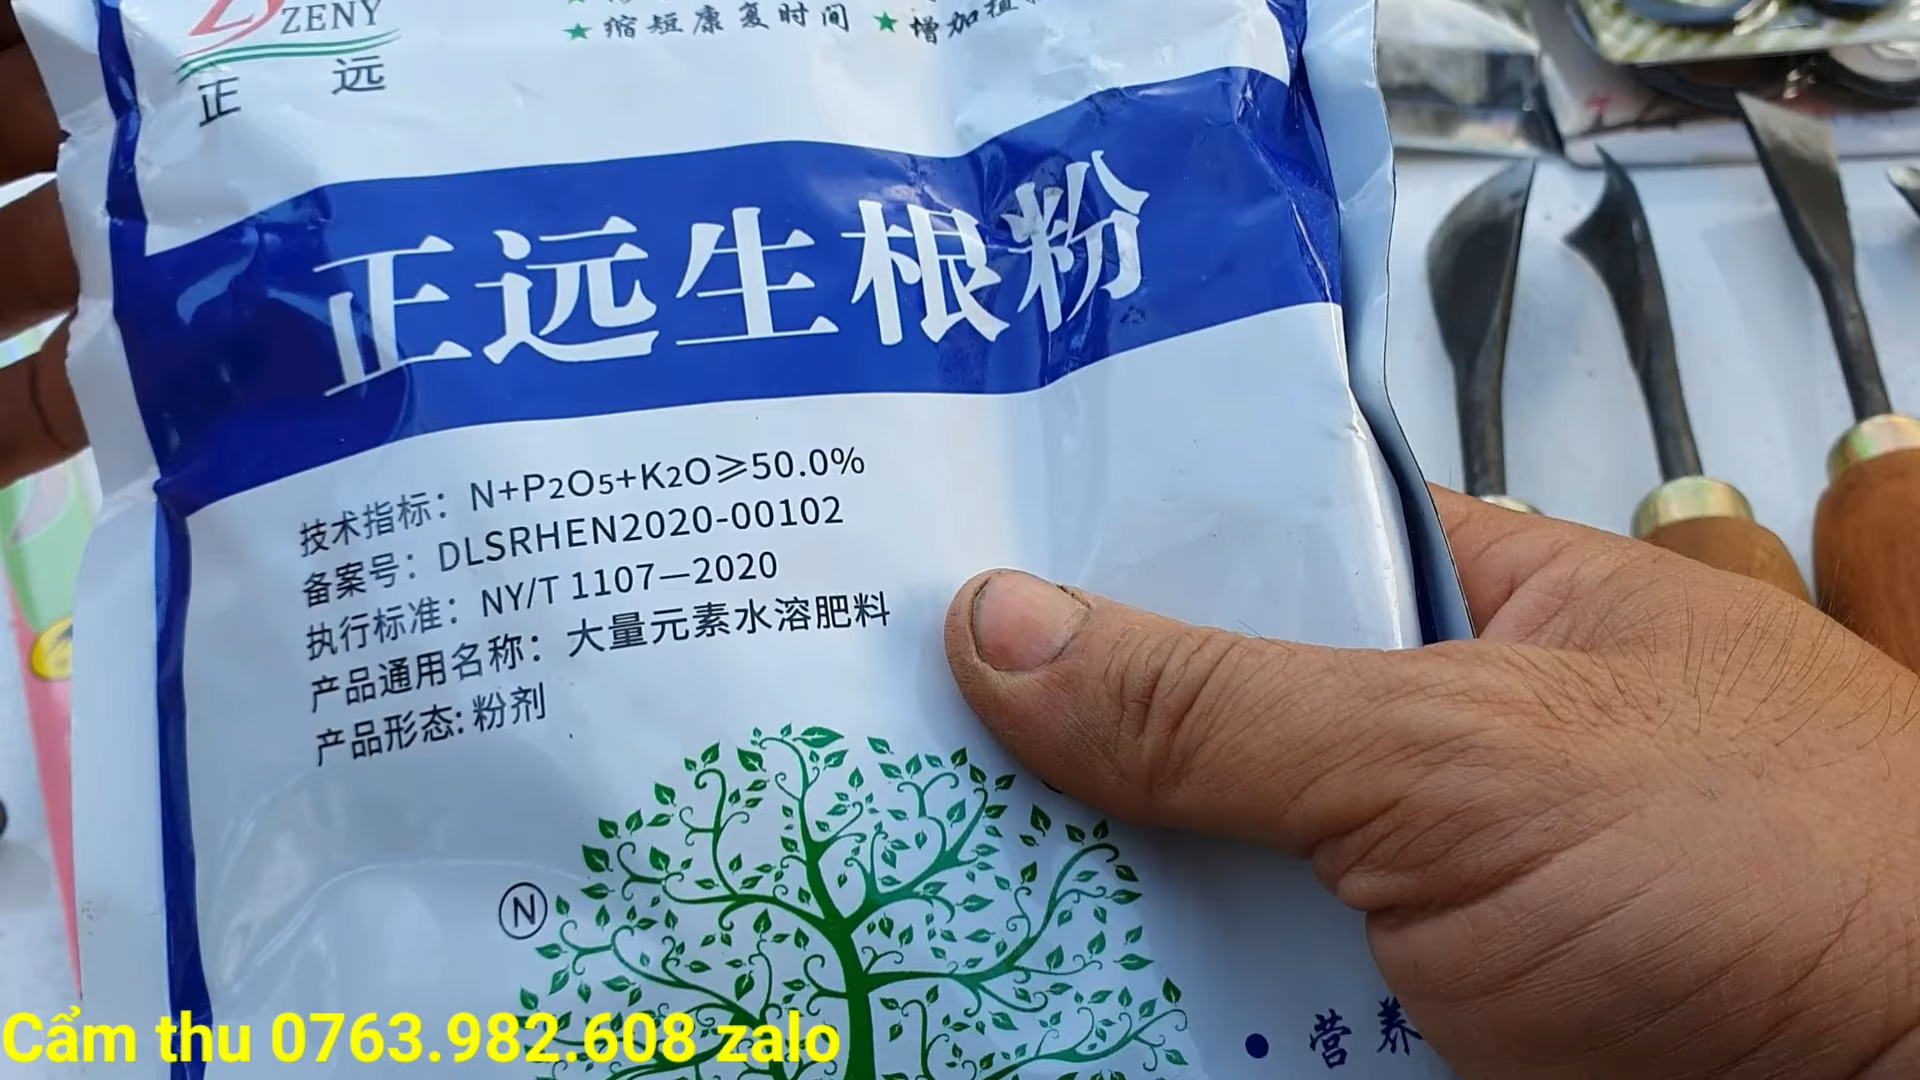 ZENY
正 远
★ 缩短康复时间 ★ 增加植
正远生根粉
技术指标：N+P2O5+K2O≥50.0%
备案号：DLSRHEN2020-00102
执行标准：NY/T 1107—2020
产品通用名称：大量元素水溶肥料
产品形态:粉剂
N
• 营养
Cẩm thu 0763.982.608 zalo